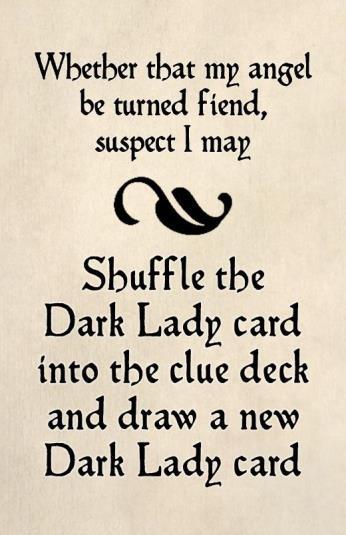 Whether that my angel
be turned fiend,
suspect I may
Shuffle the
Dark Lady card
into the clue deck
and draw a new
Dark Lady card